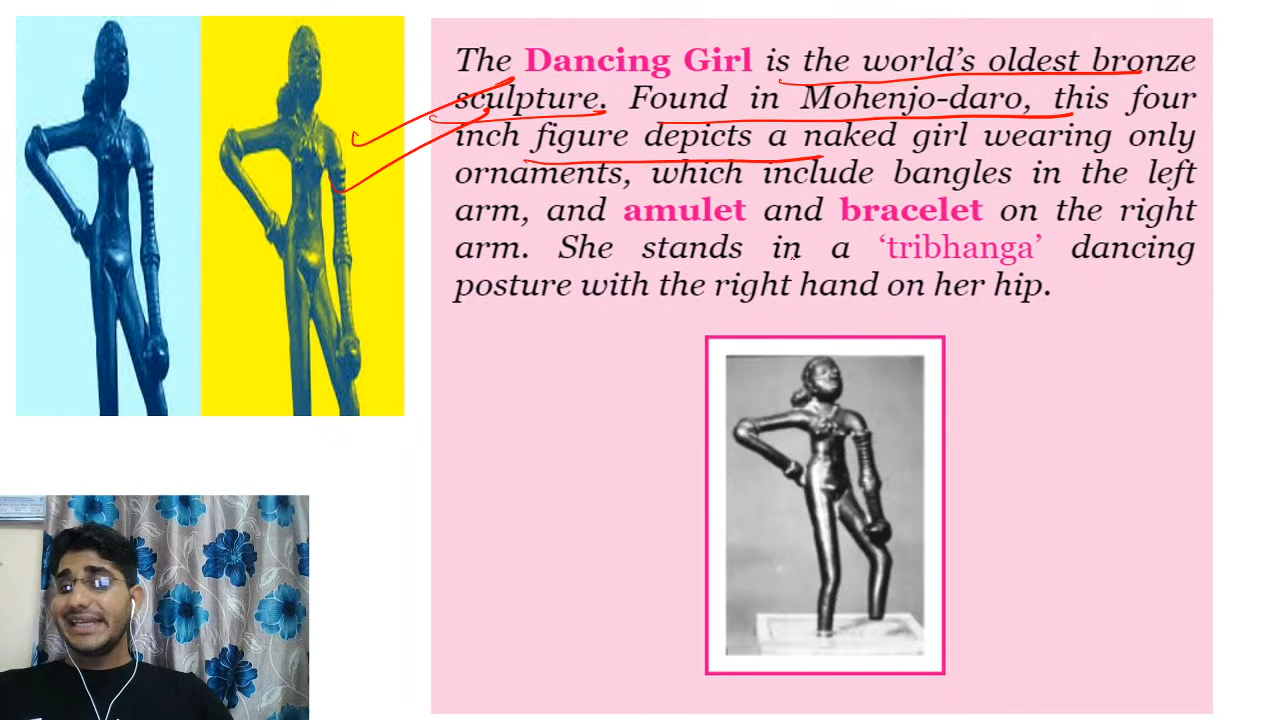 The Dancing Girl is the world’s oldest bronze
sculpture. Found in Mohenjo-daro, this four
inch figure depicts a naked girl wearing only
ornaments, which include bangles in the left
arm, and amulet and bracelet on the right
arm. She stands in a ‘tribhanga’ dancing
posture with the right hand on her hip.